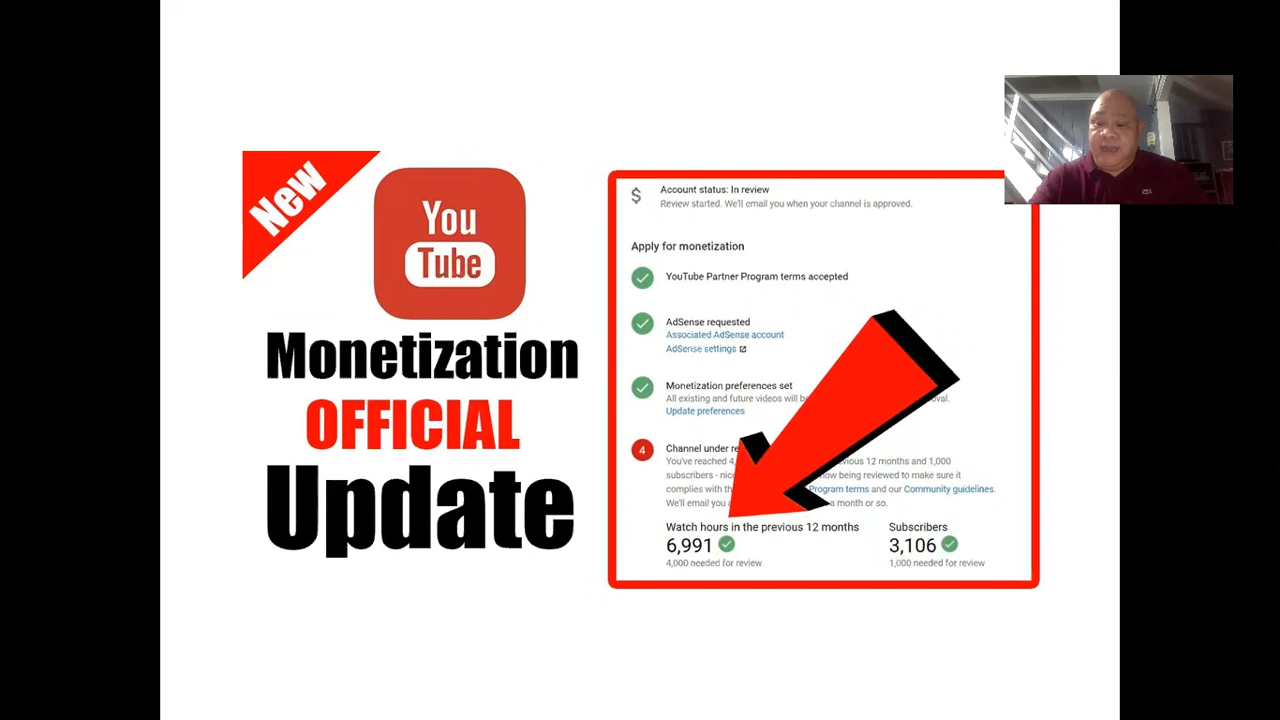 New
You
Tube
Monetization
OFFICIAL
Update
$ Account status: In review
Review started. We'll email you when your channel is approved.
Apply for monetization
YouTube Partner Program terms accepted
AdSense requested
Associated AdSense account
AdSense settings
Monetization preferences set
All existing and future videos will
Update preferences
4 Channel under
You've reached 4, previous 12 months and 1,000
subscribers - now being reviewed to make sure it
complies with Program terms and our Community guidelines.
We'll email you a month or so.
Watch hours in the previous 12 months
6,991
4,000 needed for review
Subscribers
3,106
1,000 needed for review